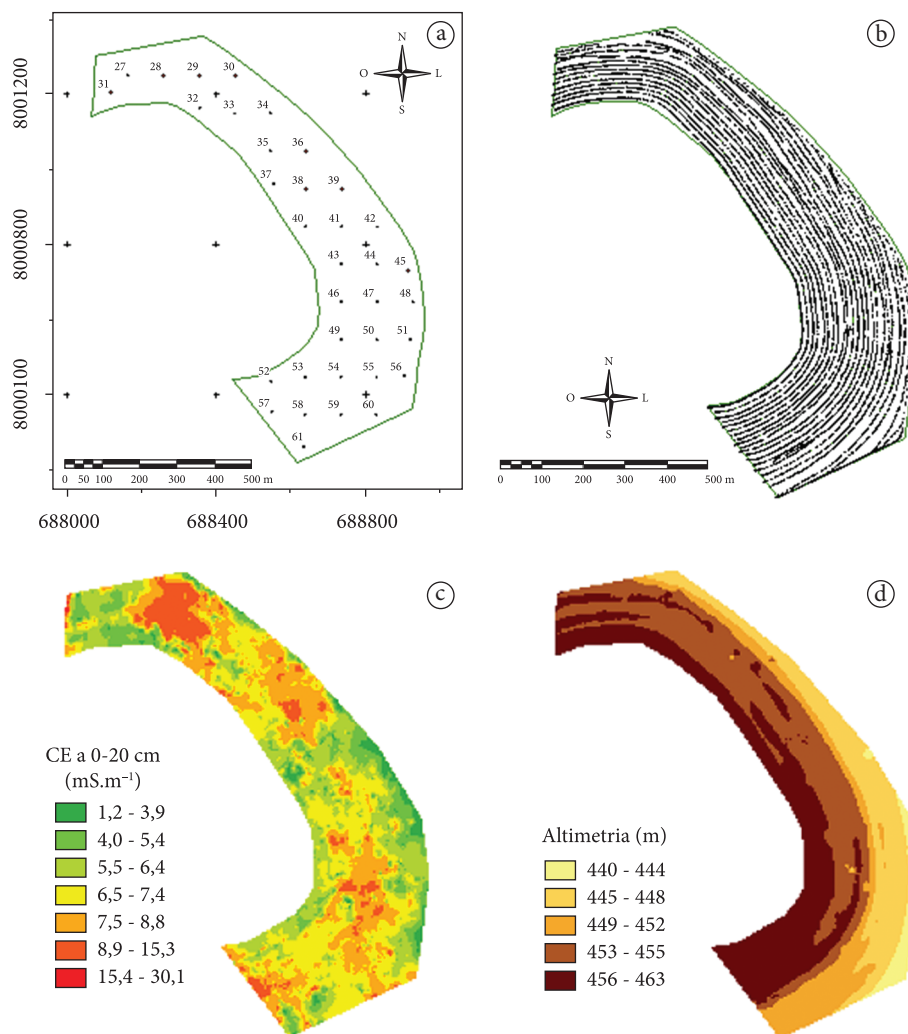 a
N
O L
S
27 28 29 30
31
32 33 34
35 36
37 38 39
40 41 42
43 44 45
46 47 48
49 50 51
52 53 54 55 56
57 58 59 60
61
8001200
8000800
8000100
0 50 100 200 300 400 500 m
688000 688400 688800
b
N
O L
S
0 50 100 200 300 400 500 m
c
CE a 0-20 cm
(mS.m⁻¹)
1,2 - 3,9
4,0 - 5,4
5,5 - 6,4
6,5 - 7,4
7,5 - 8,8
8,9 - 15,3
15,4 - 30,1
d
Altimetria (m)
440 - 444
445 - 448
449 - 452
453 - 455
456 - 463